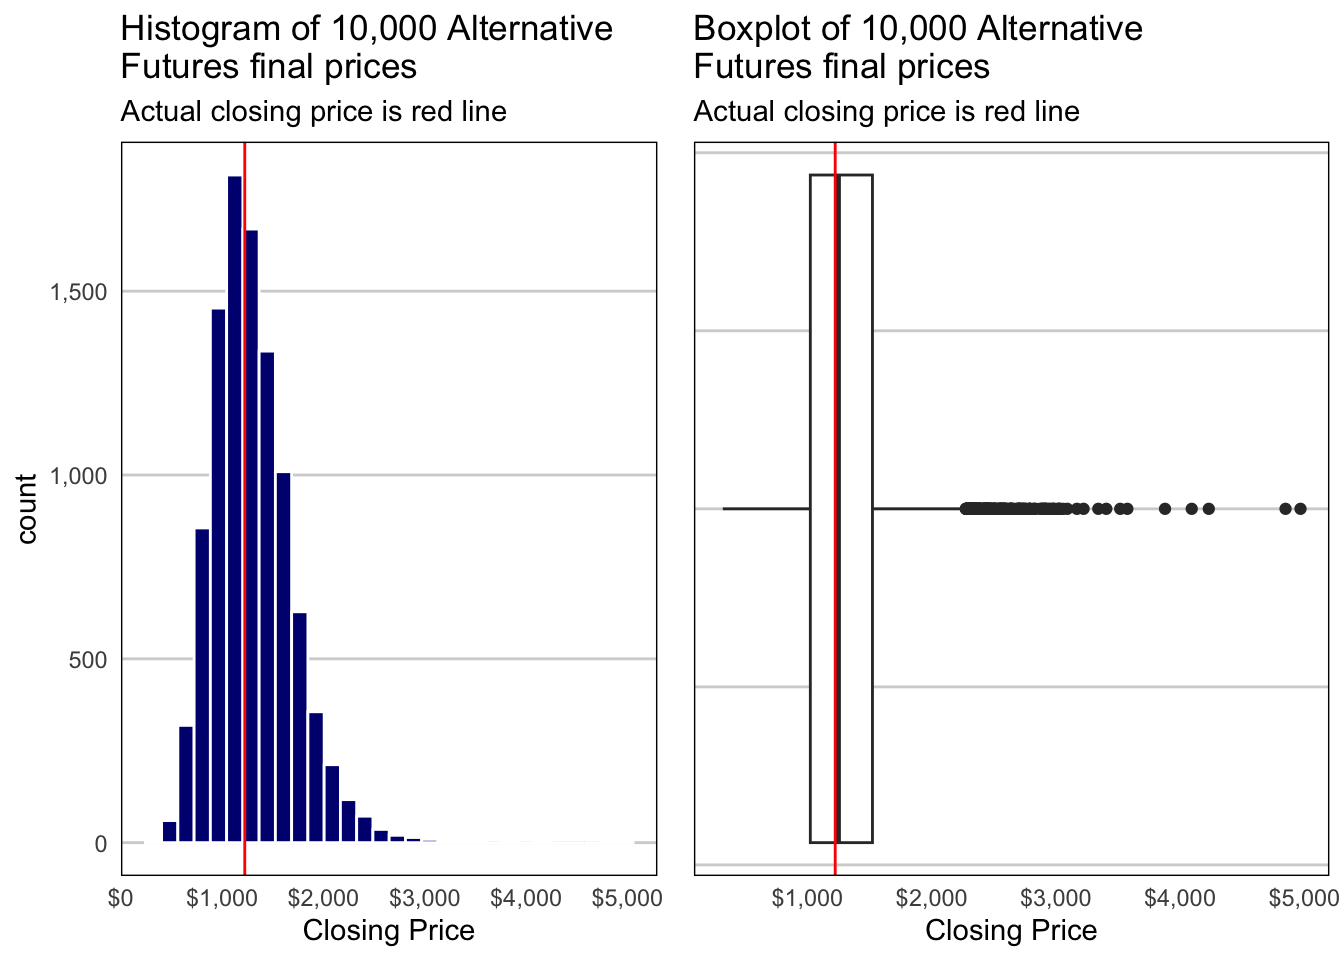 Histogram of 10,000 Alternative
Futures final prices
Actual closing price is red line
count
1,500
1,000
500
0
$0 $1,000 $2,000 $3,000 $4,000 $5,000
Closing Price
Boxplot of 10,000 Alternative
Futures final prices
Actual closing price is red line
$1,000 $2,000 $3,000 $4,000 $5,000
Closing Price